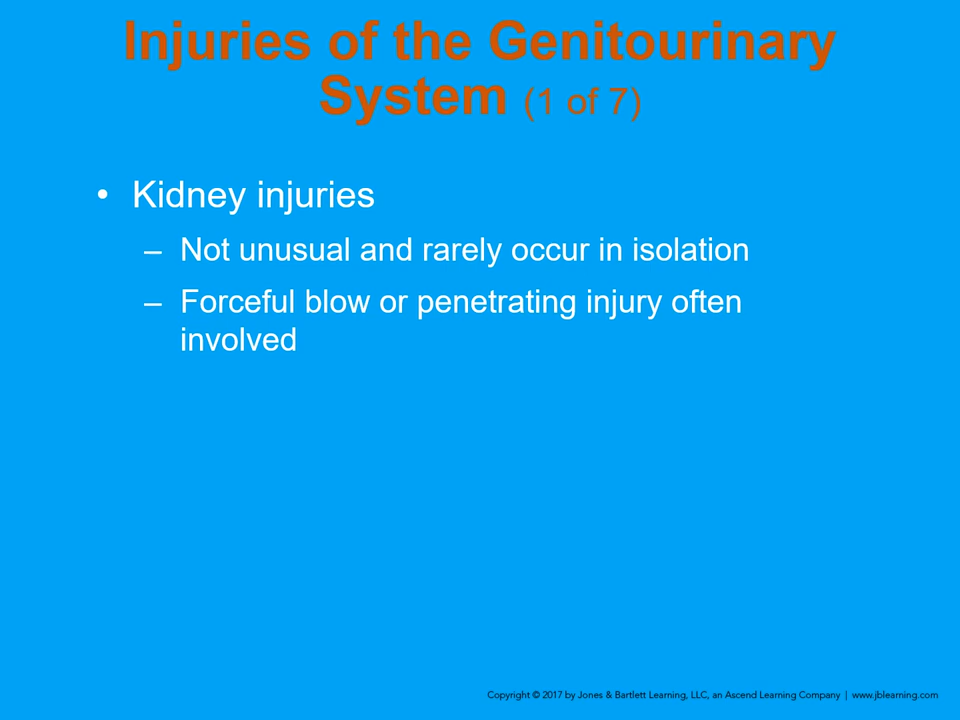 Injuries of the Genitourinary
System (1 of 7)
• Kidney injuries
– Not unusual and rarely occur in isolation
– Forceful blow or penetrating injury often
involved
Copyright © 2017 by Jones & Bartlett Learning, LLC, an Ascend Learning Company | www.jblearning.com